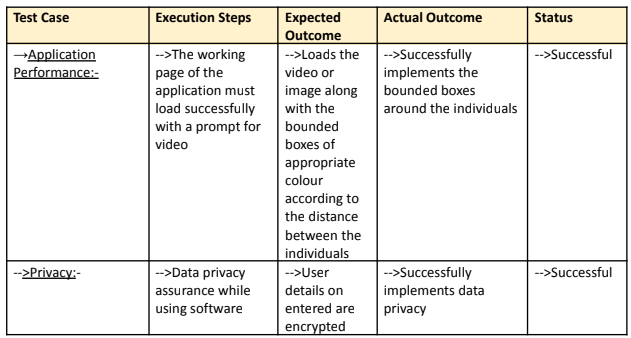 Test Case
Execution Steps
Expected
Outcome
Actual Outcome
Status
→Application
Performance:-
-->The working
page of the
application must
load successfully
with a prompt for
video
-->Loads the
video or
image along
with the
bounded
boxes of
appropriate
colour
according to
the distance
between the
individuals
-->Successfully
implements the
bounded boxes
around the individuals
-->Successful
-->Privacy:-
-->Data privacy
assurance while
using software
-->User
details on
entered are
encrypted
-->Successfully
implements data
privacy
-->Successful